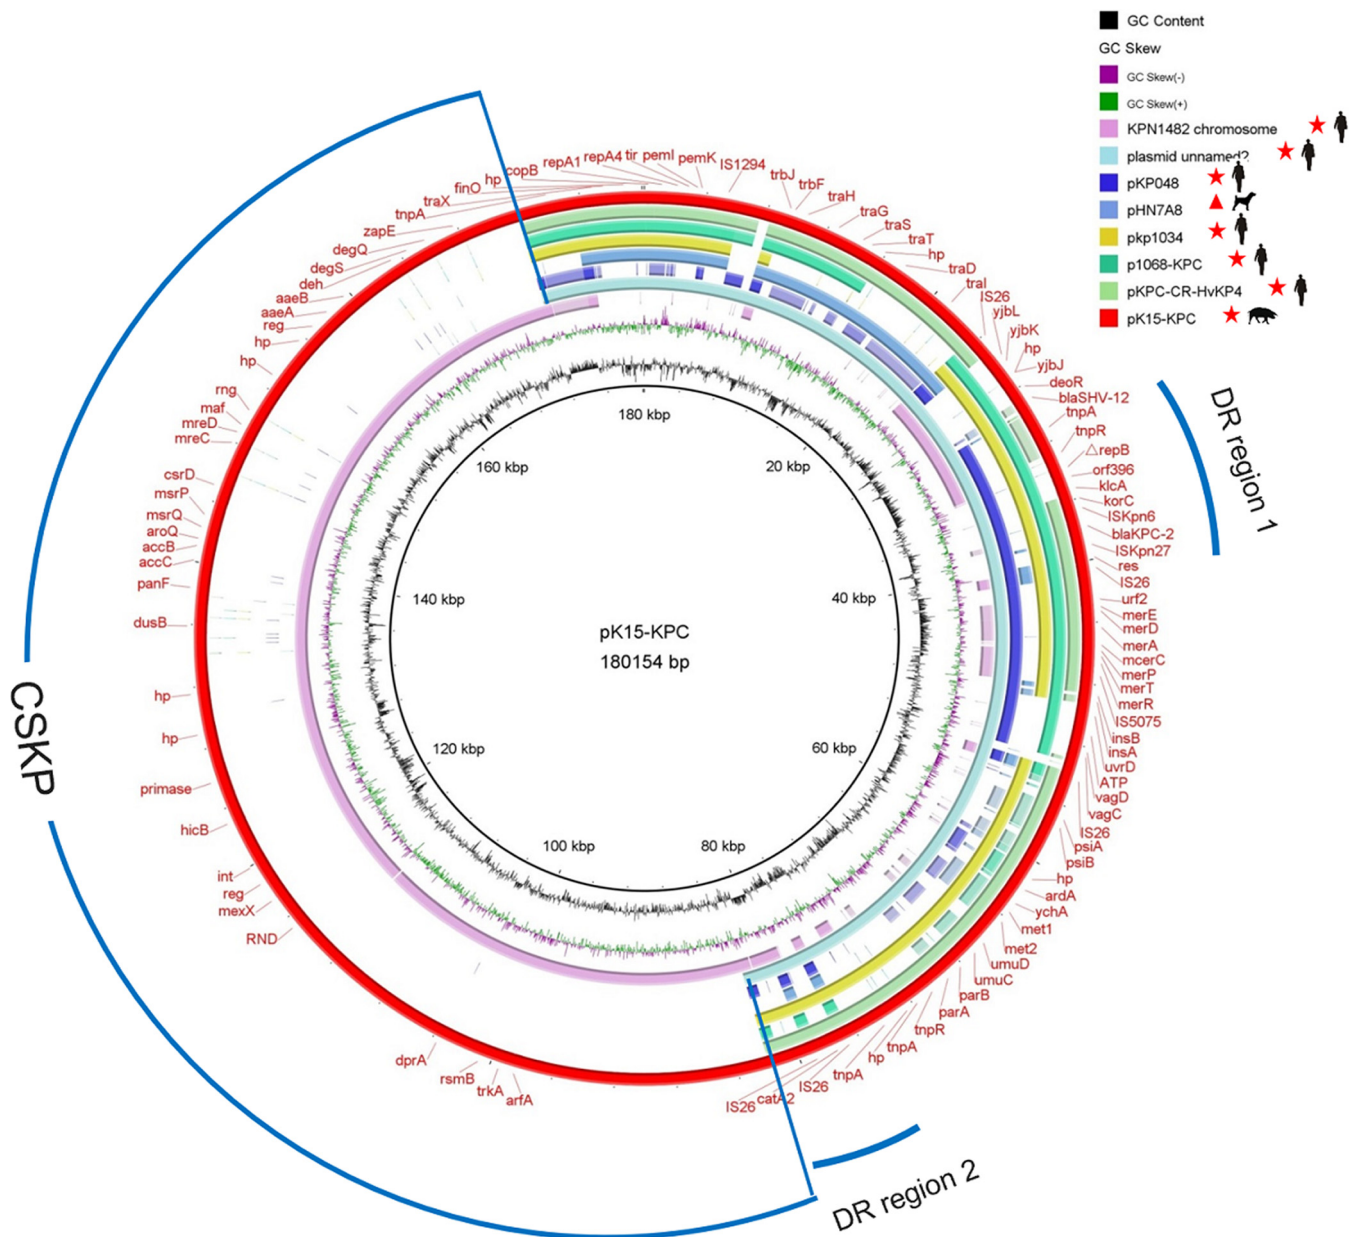 GC Content
GC Skew
GC Skew(-)
GC Skew(+)
KPN1482 chromosome
plasmid unnamed2
pKP048
pHN7A8
pkp1034
p1068-KPC
pKPC-CR-HvKP4
pK15-KPC
DR region 1
DR region 2
CSKP
pK15-KPC
180154 bp
180 kbp
20 kbp
40 kbp
60 kbp
80 kbp
100 kbp
120 kbp
140 kbp
160 kbp
repA1
repA4
tir
pemI
pemK
IS1294
trbJ
trbF
traH
traG
traS
traT
hp
traD
traI
IS26
yjbL
yjbK
hp
yjbJ
deoR
blaSHV-12
tnpA
tnpR
△repB
orf396
klcA
korC
ISKpn6
blaKPC-2
ISKpn27
res
IS26
urf2
merE
merD
merA
mcerC
merP
merT
merR
IS5075
insB
insA
uvrD
ATP
vagD
vagC
IS26
psiA
psiB
hp
ardA
ychA
met1
met2
umuD
umuC
parB
parA
tnpR
tnpA
hp
tnpA
IS26
catA2
IS26
arfA
trkA
rsmB
dprA
RND
mexX
reg
int
hicB
primase
hp
hp
dusB
panF
accC
accB
aroQ
msrQ
msrP
csrD
mreC
mreD
maf
rng
hp
hp
reg
aaeA
aaeB
deh
degS
degQ
zapE
tnpA
traX
finO
hp
copB